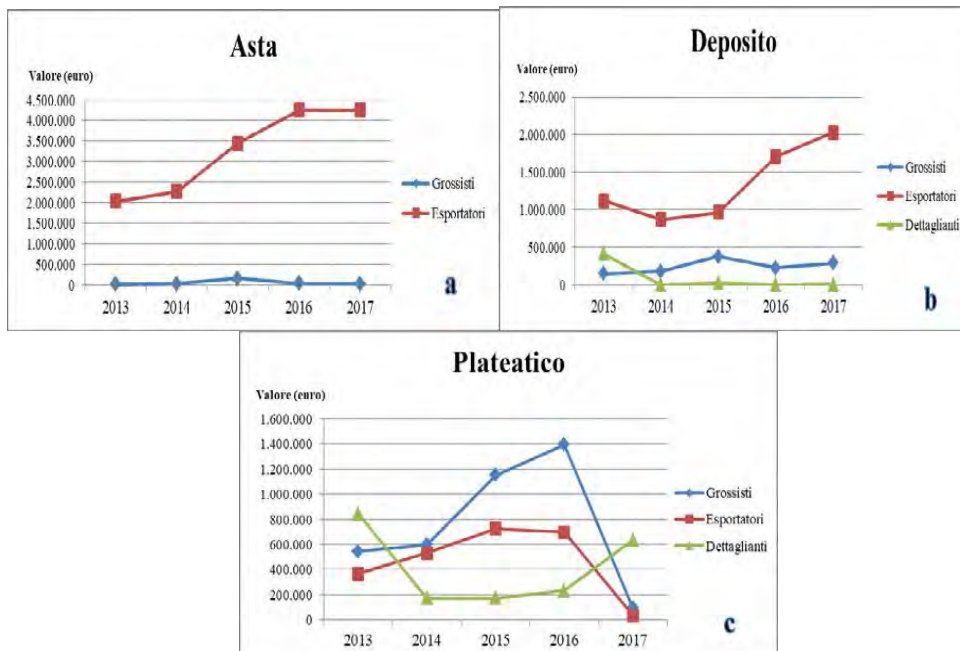 Asta
Valore (euro)
4.500.000
4.000.000
3.500.000
3.000.000
2.500.000
2.000.000
1.500.000
1.000.000
500.000
0
2013 2014 2015 2016 2017
Grossisti
Esportatori
a
Deposito
Valore (euro)
2.500.000
2.000.000
1.500.000
1.000.000
500.000
0
2013 2014 2015 2016 2017
Grossisti
Esportatori
Dettaglianti
b
Plateatico
Valore (euro)
1.600.000
1.400.000
1.200.000
1.000.000
800.000
600.000
400.000
200.000
0
2013 2014 2015 2016 2017
Grossisti
Esportatori
Dettaglianti
c